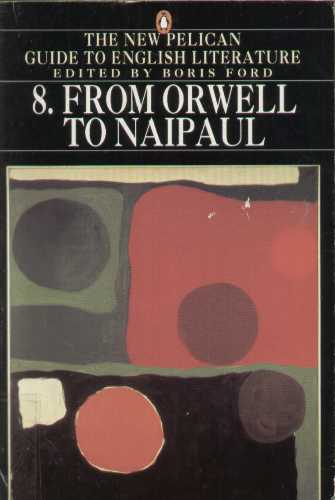 THE NEW PELICAN
GUIDE TO ENGLISH LITERATURE
EDITED BY BORIS FORD
8. FROM ORWELL
TO NAIPAUL